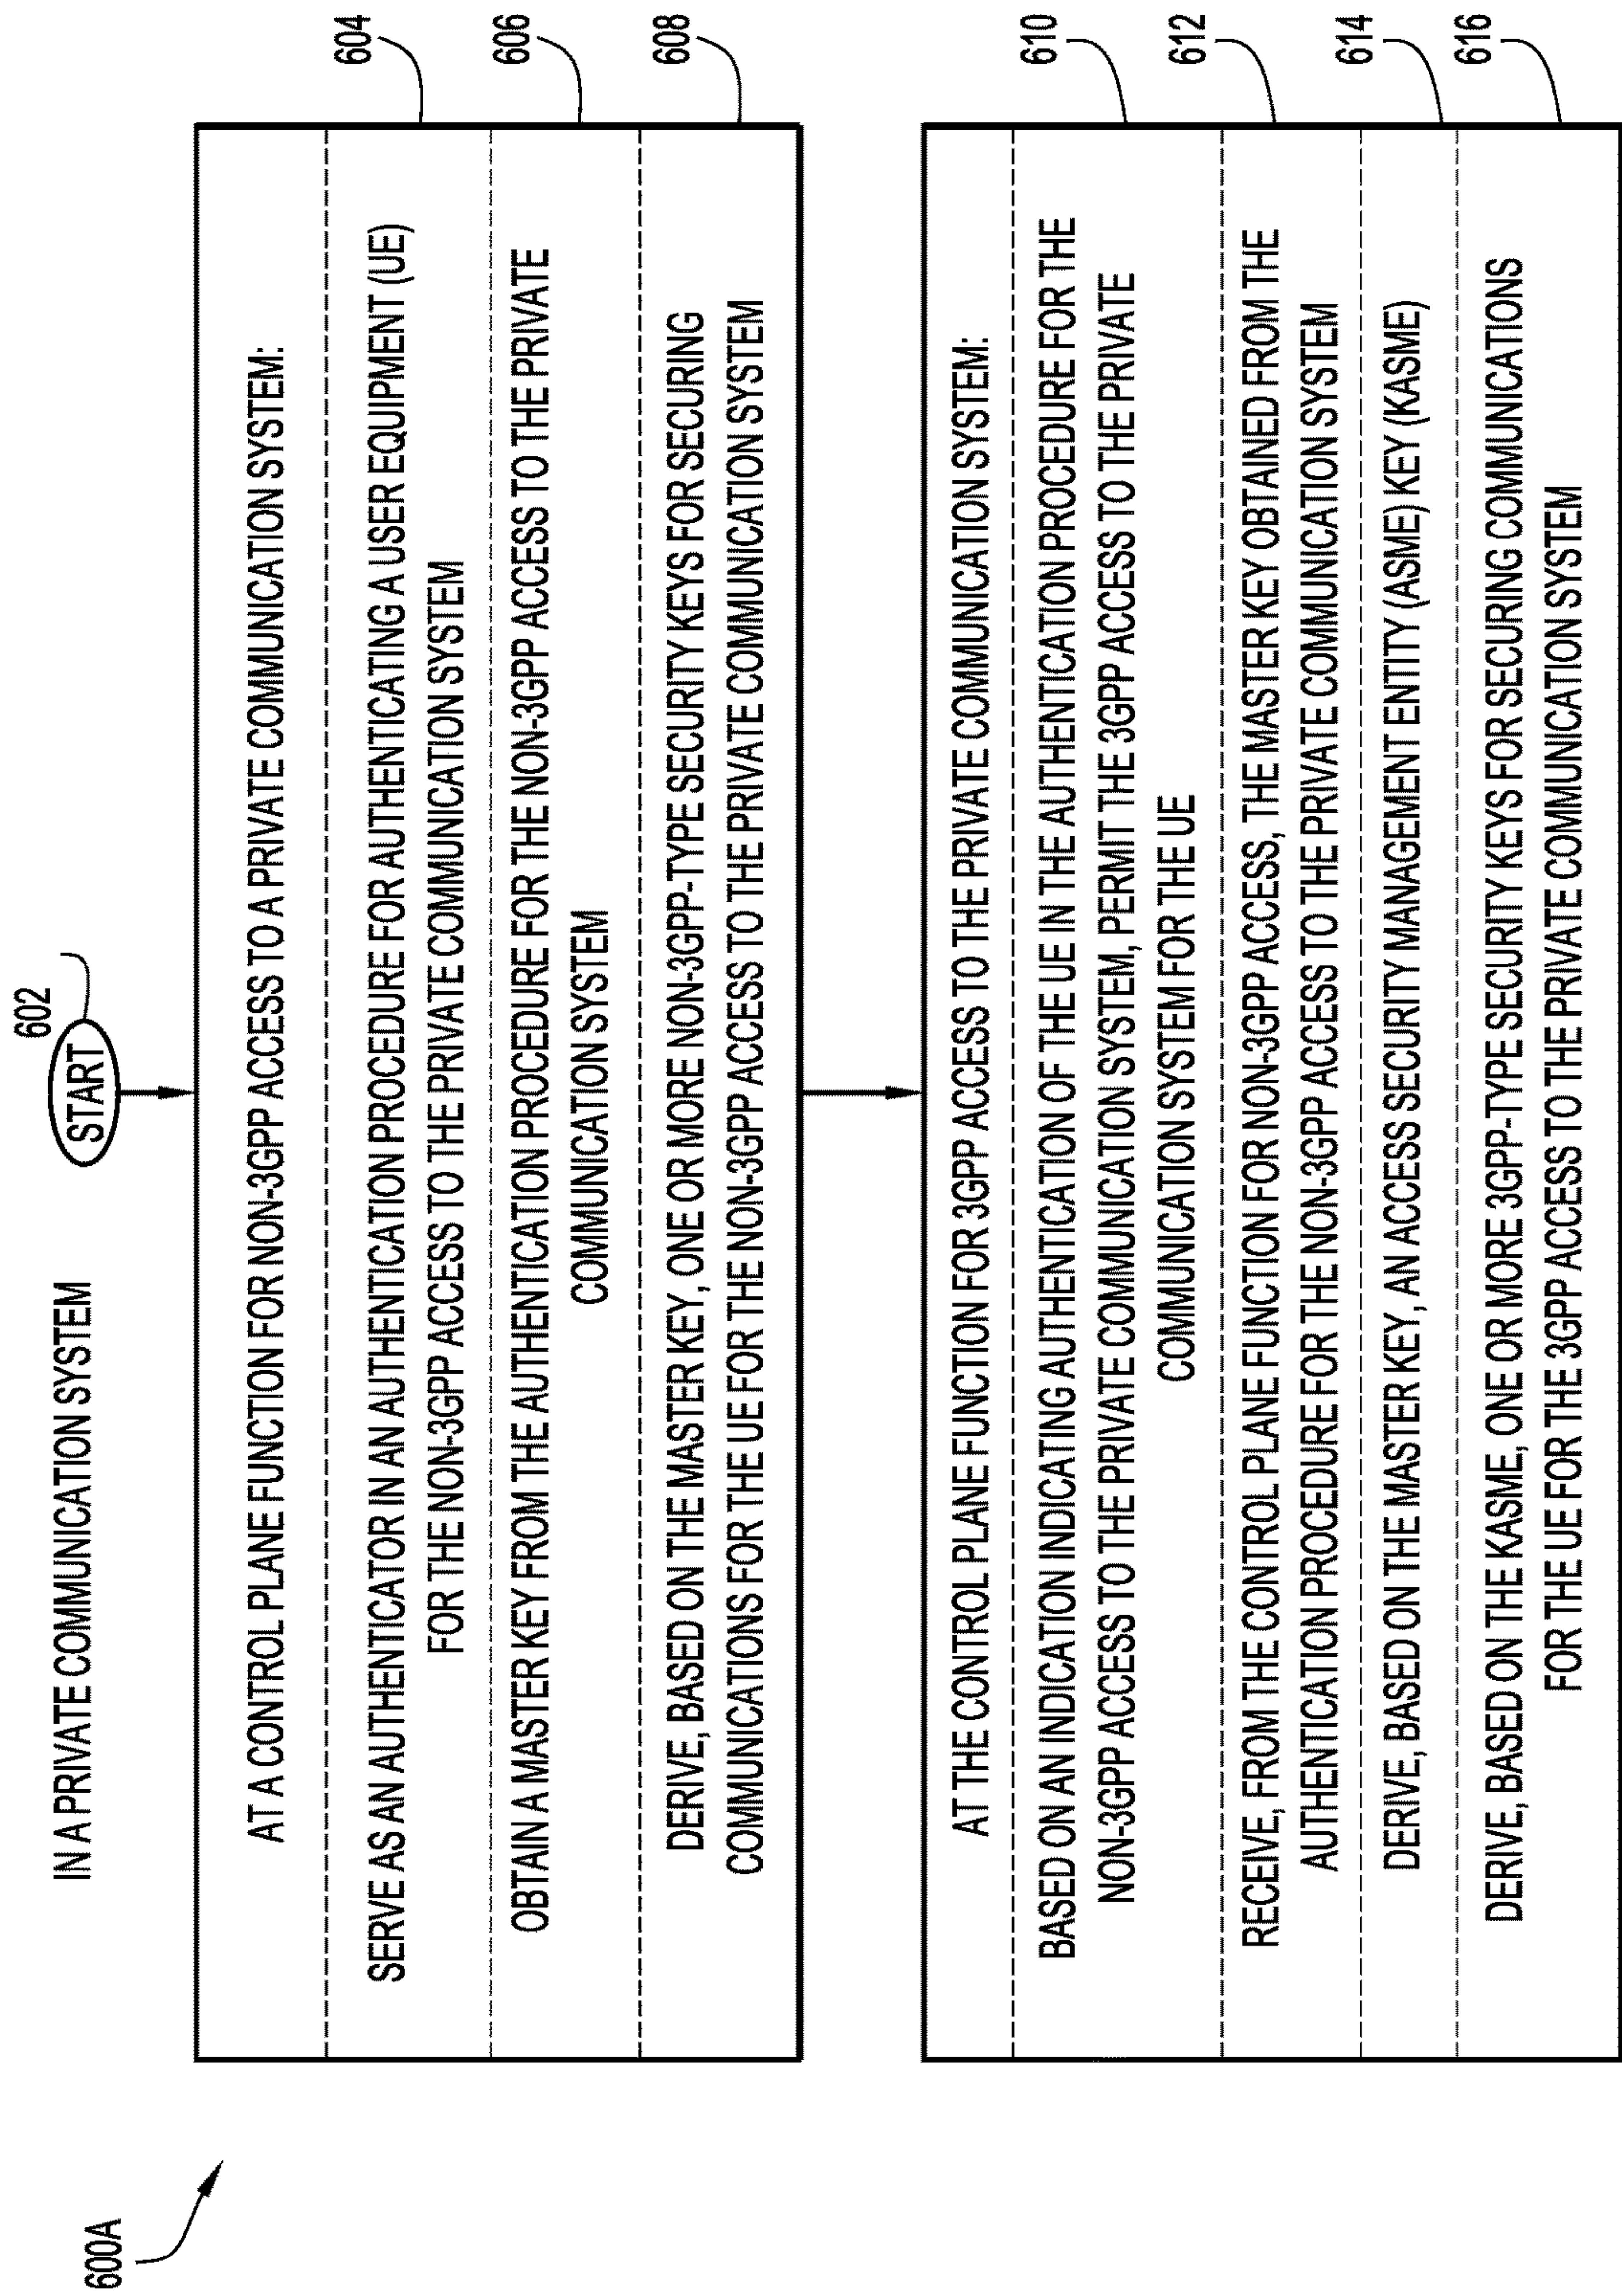 600A
IN A PRIVATE COMMUNICATION SYSTEM
602
START
AT A CONTROL PLANE FUNCTION FOR NON-3GPP ACCESS TO A PRIVATE COMMUNICATION SYSTEM:
SERVE AS AN AUTHENTICATOR IN AN AUTHENTICATION PROCEDURE FOR AUTHENTICATING A USER EQUIPMENT (UE)
FOR THE NON-3GPP ACCESS TO THE PRIVATE COMMUNICATION SYSTEM
604
OBTAIN A MASTER KEY FROM THE AUTHENTICATION PROCEDURE FOR THE NON-3GPP ACCESS TO THE PRIVATE
COMMUNICATION SYSTEM
606
DERIVE, BASED ON THE MASTER KEY, ONE OR MORE NON-3GPP-TYPE SECURITY KEYS FOR SECURING
COMMUNICATIONS FOR THE UE FOR THE NON-3GPP ACCESS TO THE PRIVATE COMMUNICATION SYSTEM
608
AT THE CONTROL PLANE FUNCTION FOR 3GPP ACCESS TO THE PRIVATE COMMUNICATION SYSTEM:
BASED ON AN INDICATION INDICATING AUTHENTICATION OF THE UE IN THE AUTHENTICATION PROCEDURE FOR THE
NON-3GPP ACCESS TO THE PRIVATE COMMUNICATION SYSTEM, PERMIT THE 3GPP ACCESS TO THE PRIVATE
COMMUNICATION SYSTEM FOR THE UE
610
RECEIVE, FROM THE CONTROL PLANE FUNCTION FOR NON-3GPP ACCESS, THE MASTER KEY OBTAINED FROM THE
AUTHENTICATION PROCEDURE FOR THE NON-3GPP ACCESS TO THE PRIVATE COMMUNICATION SYSTEM
612
DERIVE, BASED ON THE MASTER KEY, AN ACCESS SECURITY MANAGEMENT ENTITY (ASME) KEY (KASME)
614
DERIVE, BASED ON THE KASME, ONE OR MORE 3GPP-TYPE SECURITY KEYS FOR SECURING COMMUNICATIONS
FOR THE UE FOR THE 3GPP ACCESS TO THE PRIVATE COMMUNICATION SYSTEM
616